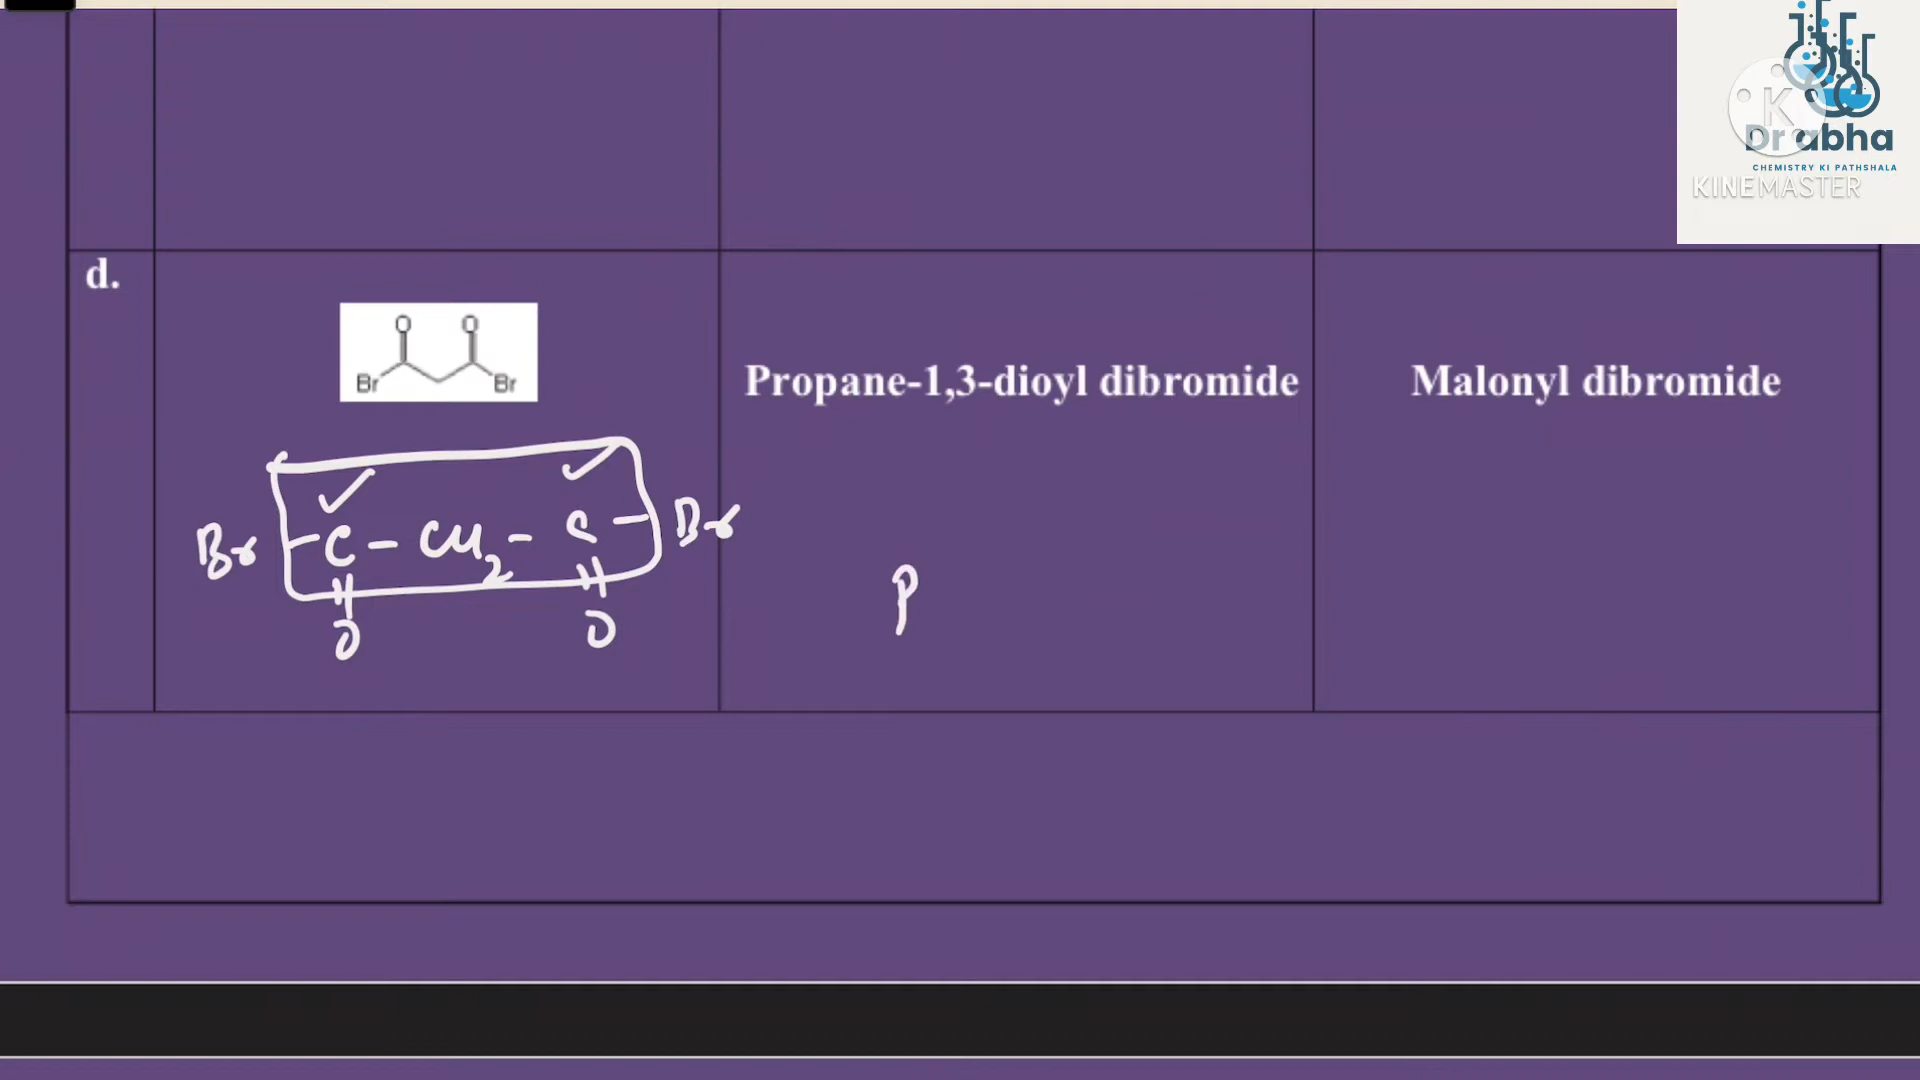 Dr abha
CHEMISTRY KI PATHSHALA
K
KINEMASTER
d.
O O
Br Br
Propane-1,3-dioyl dibromide
Malonyl dibromide
Br - C - CH2 - C - Br
O O
P